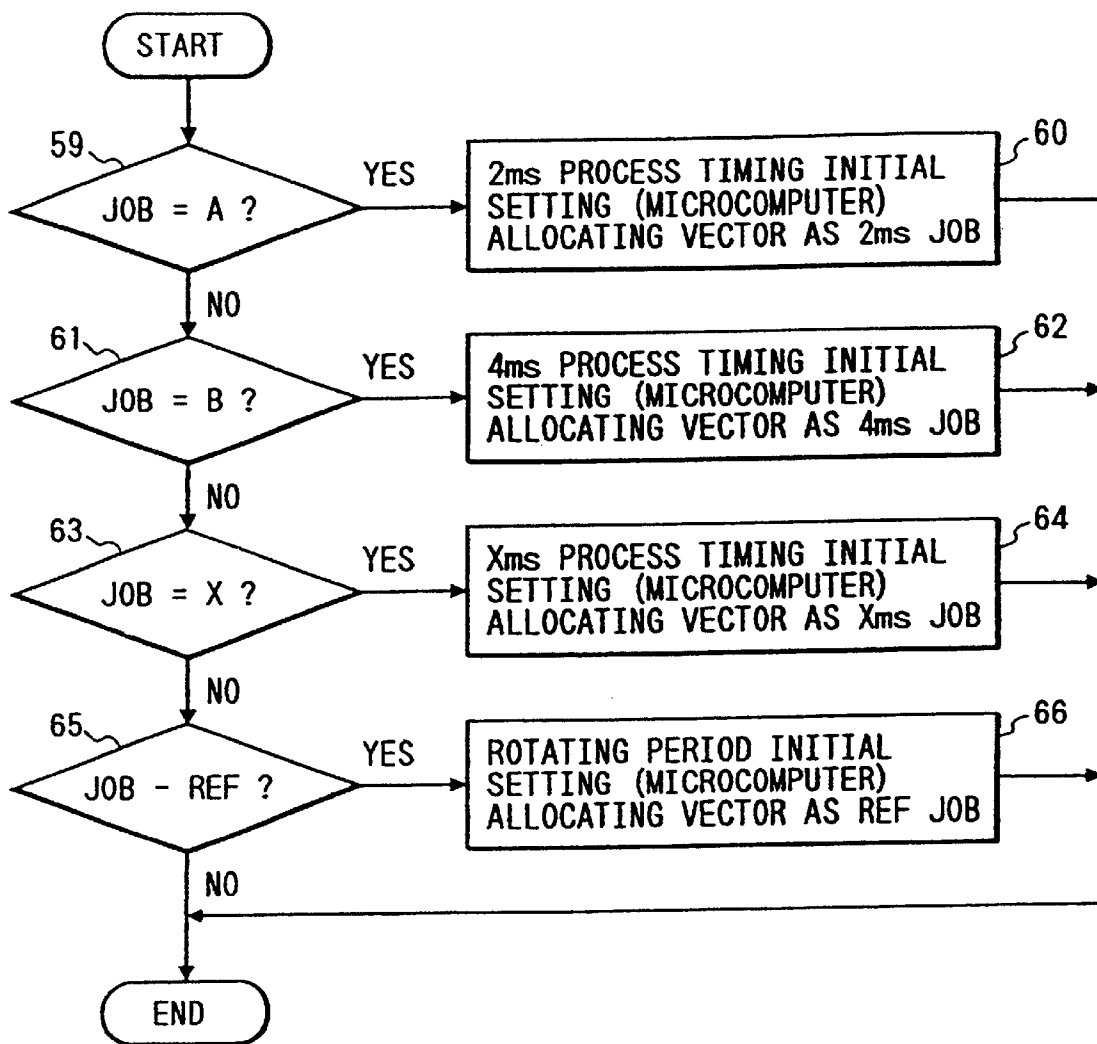 START
59
JOB = A ?
YES
60
2ms PROCESS TIMING INITIAL
SETTING (MICROCOMPUTER)
ALLOCATING VECTOR AS 2ms JOB
NO
61
JOB = B ?
YES
62
4ms PROCESS TIMING INITIAL
SETTING (MICROCOMPUTER)
ALLOCATING VECTOR AS 4ms JOB
NO
63
JOB = X ?
YES
64
Xms PROCESS TIMING INITIAL
SETTING (MICROCOMPUTER)
ALLOCATING VECTOR AS Xms JOB
NO
65
JOB - REF ?
YES
66
ROTATING PERIOD INITIAL
SETTING (MICROCOMPUTER)
ALLOCATING VECTOR AS REF JOB
NO
END